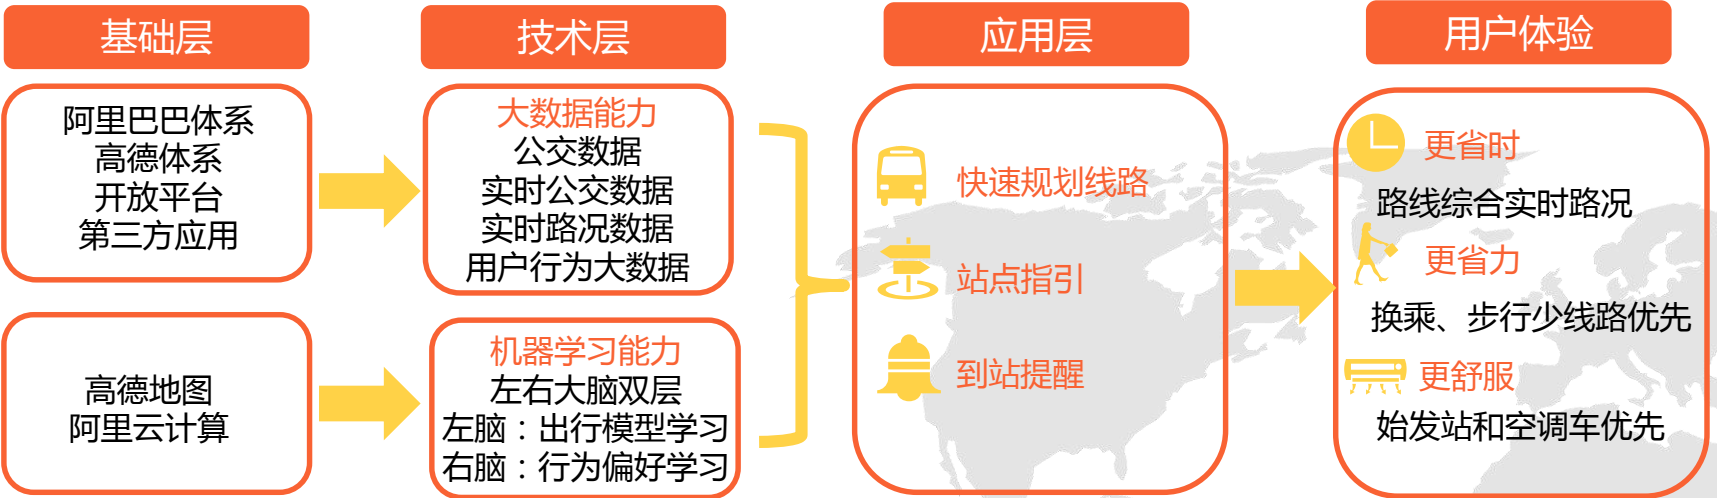 基础层
阿里巴巴体系
高德体系
开放平台
第三方应用
高德地图
阿里云计算
技术层
大数据能力
公交数据
实时公交数据
实时路况数据
用户行为大数据
机器学习能力
左右大脑双层
左脑：出行模型学习
右脑：行为偏好学习
应用层
快速规划线路
站点指引
到站提醒
用户体验
更省时
路线综合实时路况
更省力
换乘、步行少线路优先
更舒服
始发站和空调车优先